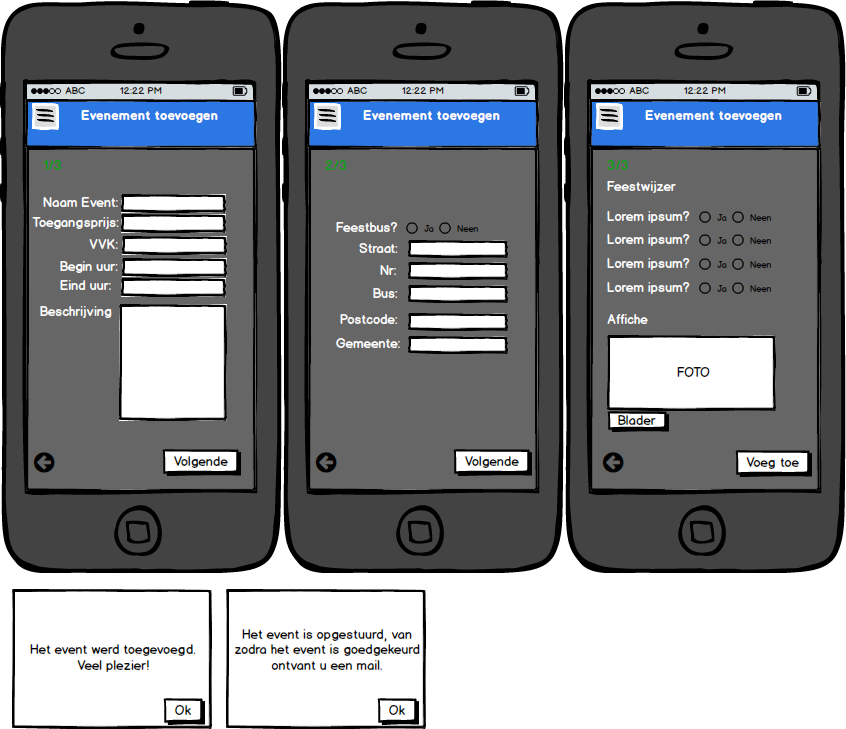 ABC 12:22 PM
Evenement toevoegen
1/3
Naam Event:
Toegangsprijs:
VVK:
Begin uur:
Eind uur:
Beschrijving
Volgende
ABC 12:22 PM
Evenement toevoegen
2/3
Feestbus? Ja Neen
Straat:
Nr:
Bus:
Postcode:
Gemeente:
Volgende
ABC 12:22 PM
Evenement toevoegen
3/3
Feestwijzer
Lorem ipsum? Ja Neen
Lorem ipsum? Ja Neen
Lorem ipsum? Ja Neen
Lorem ipsum? Ja Neen
Affiche
FOTO
Blader
Voeg toe
Het event werd toegevoegd.
Veel plezier!
Ok
Het event is opgestuurd, van
zodra het event is goedgekeurd
ontvant u een mail.
Ok